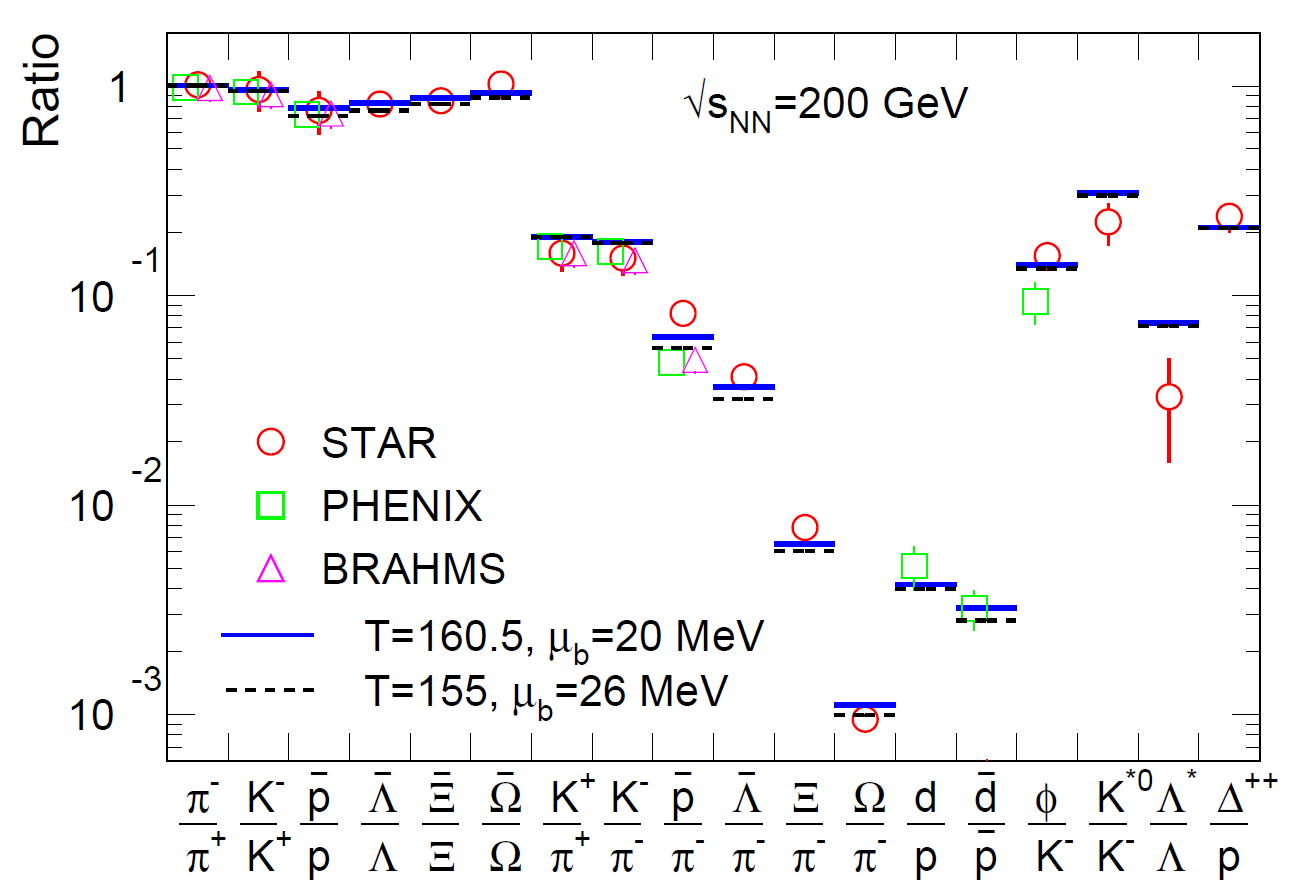 Ratio
1
10⁻¹
10⁻²
10⁻³
√s_NN=200 GeV
STAR
PHENIX
BRAHMS
T=160.5, μ_b=20 MeV
T=155, μ_b=26 MeV
π⁻ K⁻ p̄ Λ̄ Ξ̄ Ω̄ K⁺ K⁻ p̄ Λ̄ Ξ Ω d d̄ ϕ K*⁰ Λ* Δ⁺⁺
π⁺ K⁺ p Λ Ξ Ω π⁺ π⁻ π⁻ π⁻ π⁻ π⁻ p p̄ K⁻ K⁻ Λ p